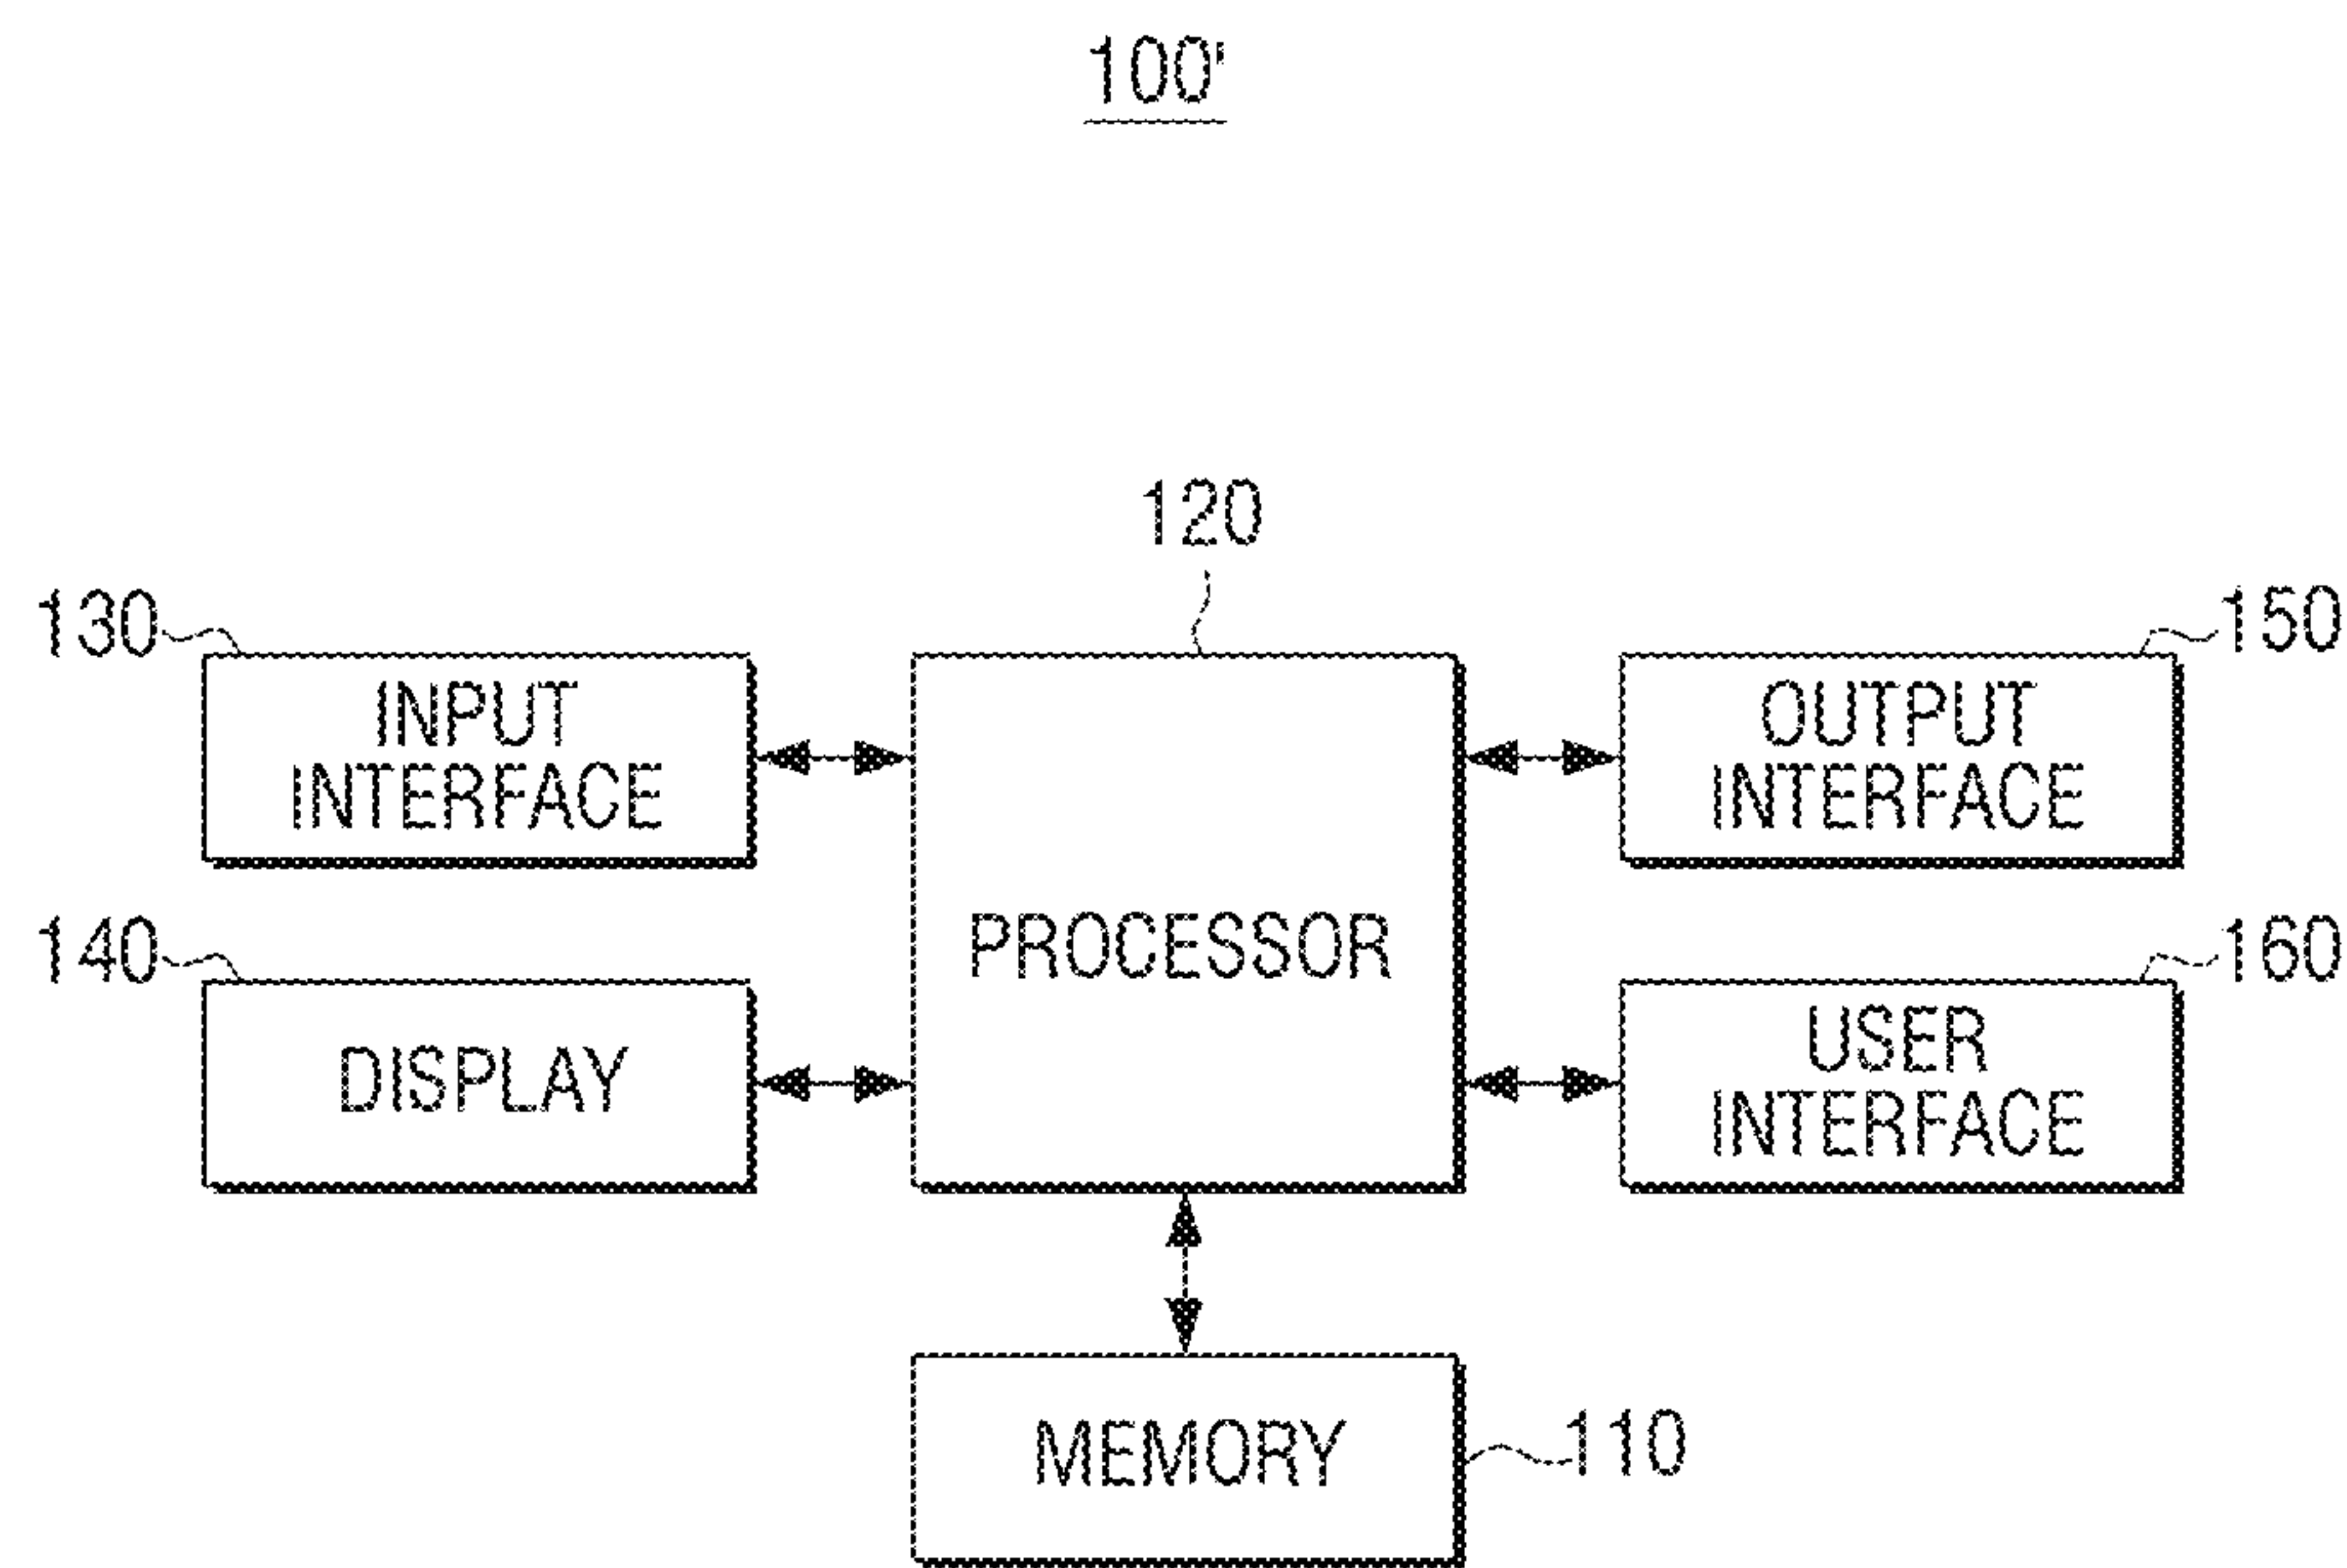 100'
120
130
INPUT
INTERFACE
150
OUTPUT
INTERFACE
PROCESSOR
140
DISPLAY
160
USER
INTERFACE
MEMORY
110